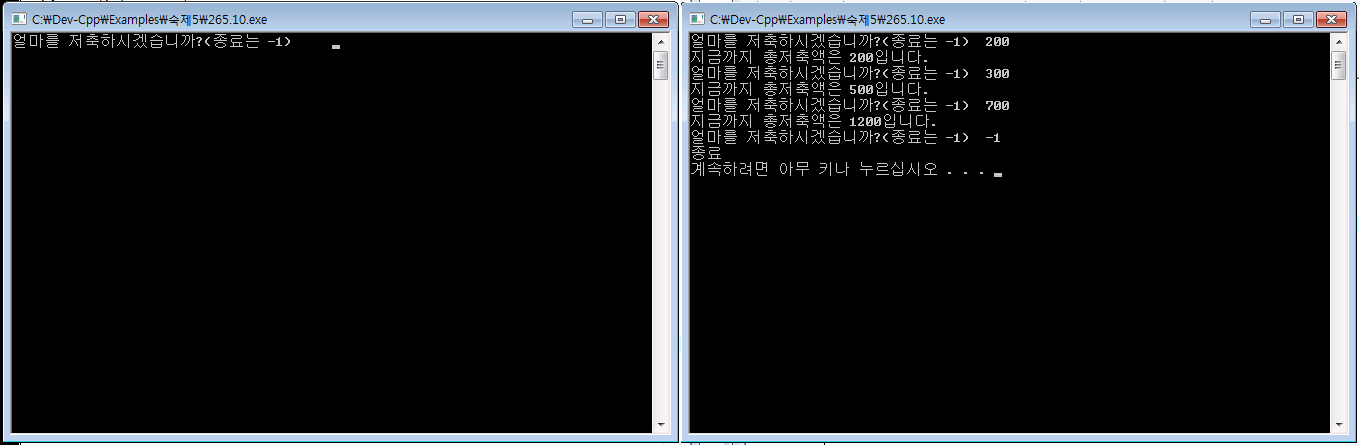 C:\Dev-Cpp\Examples\숙제5\265.10.exe
얼마를 저축하시겠습니까?(종료는 -1)
C:\Dev-Cpp\Examples\숙제5\265.10.exe
얼마를 저축하시겠습니까?(종료는 -1) 200
지금까지 총저축액은 200입니다.
얼마를 저축하시겠습니까?(종료는 -1) 300
지금까지 총저축액은 500입니다.
얼마를 저축하시겠습니까?(종료는 -1) 700
지금까지 총저축액은 1200입니다.
얼마를 저축하시겠습니까?(종료는 -1) -1
종료
계속하려면 아무 키나 누르십시오 . . .